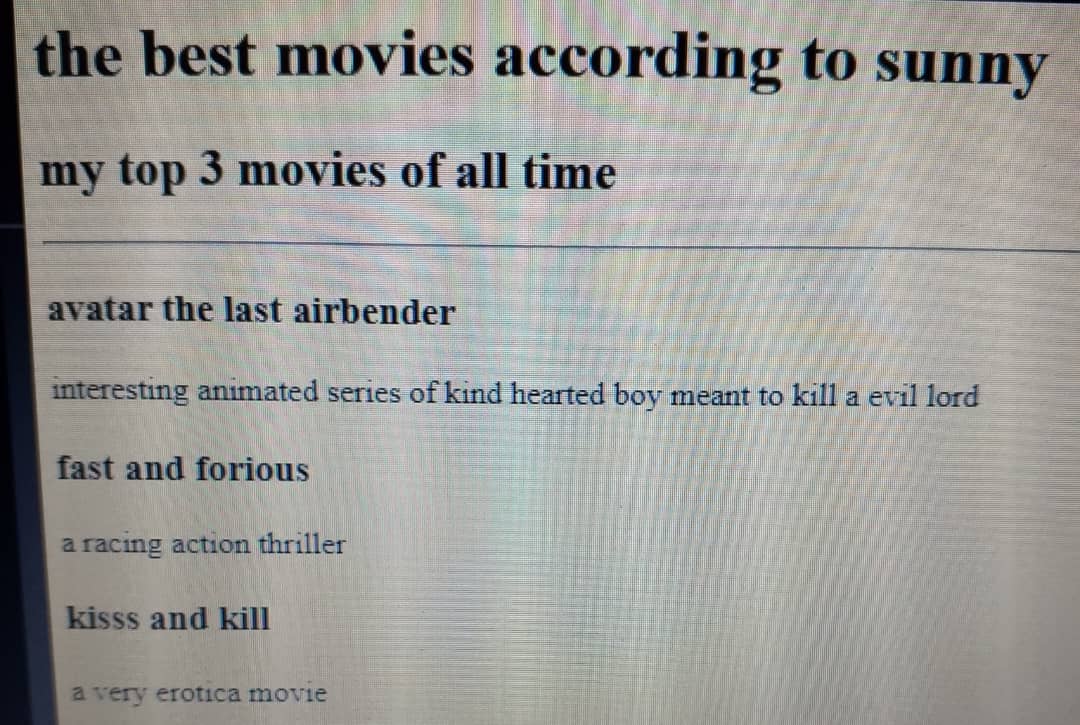 the best movies according to sunny
my top 3 movies of all time
avatar the last airbender
interesting animated series of kind hearted boy meant to kill a evil lord
fast and forious
a racing action thriller
kisss and kill
a very erotica movie